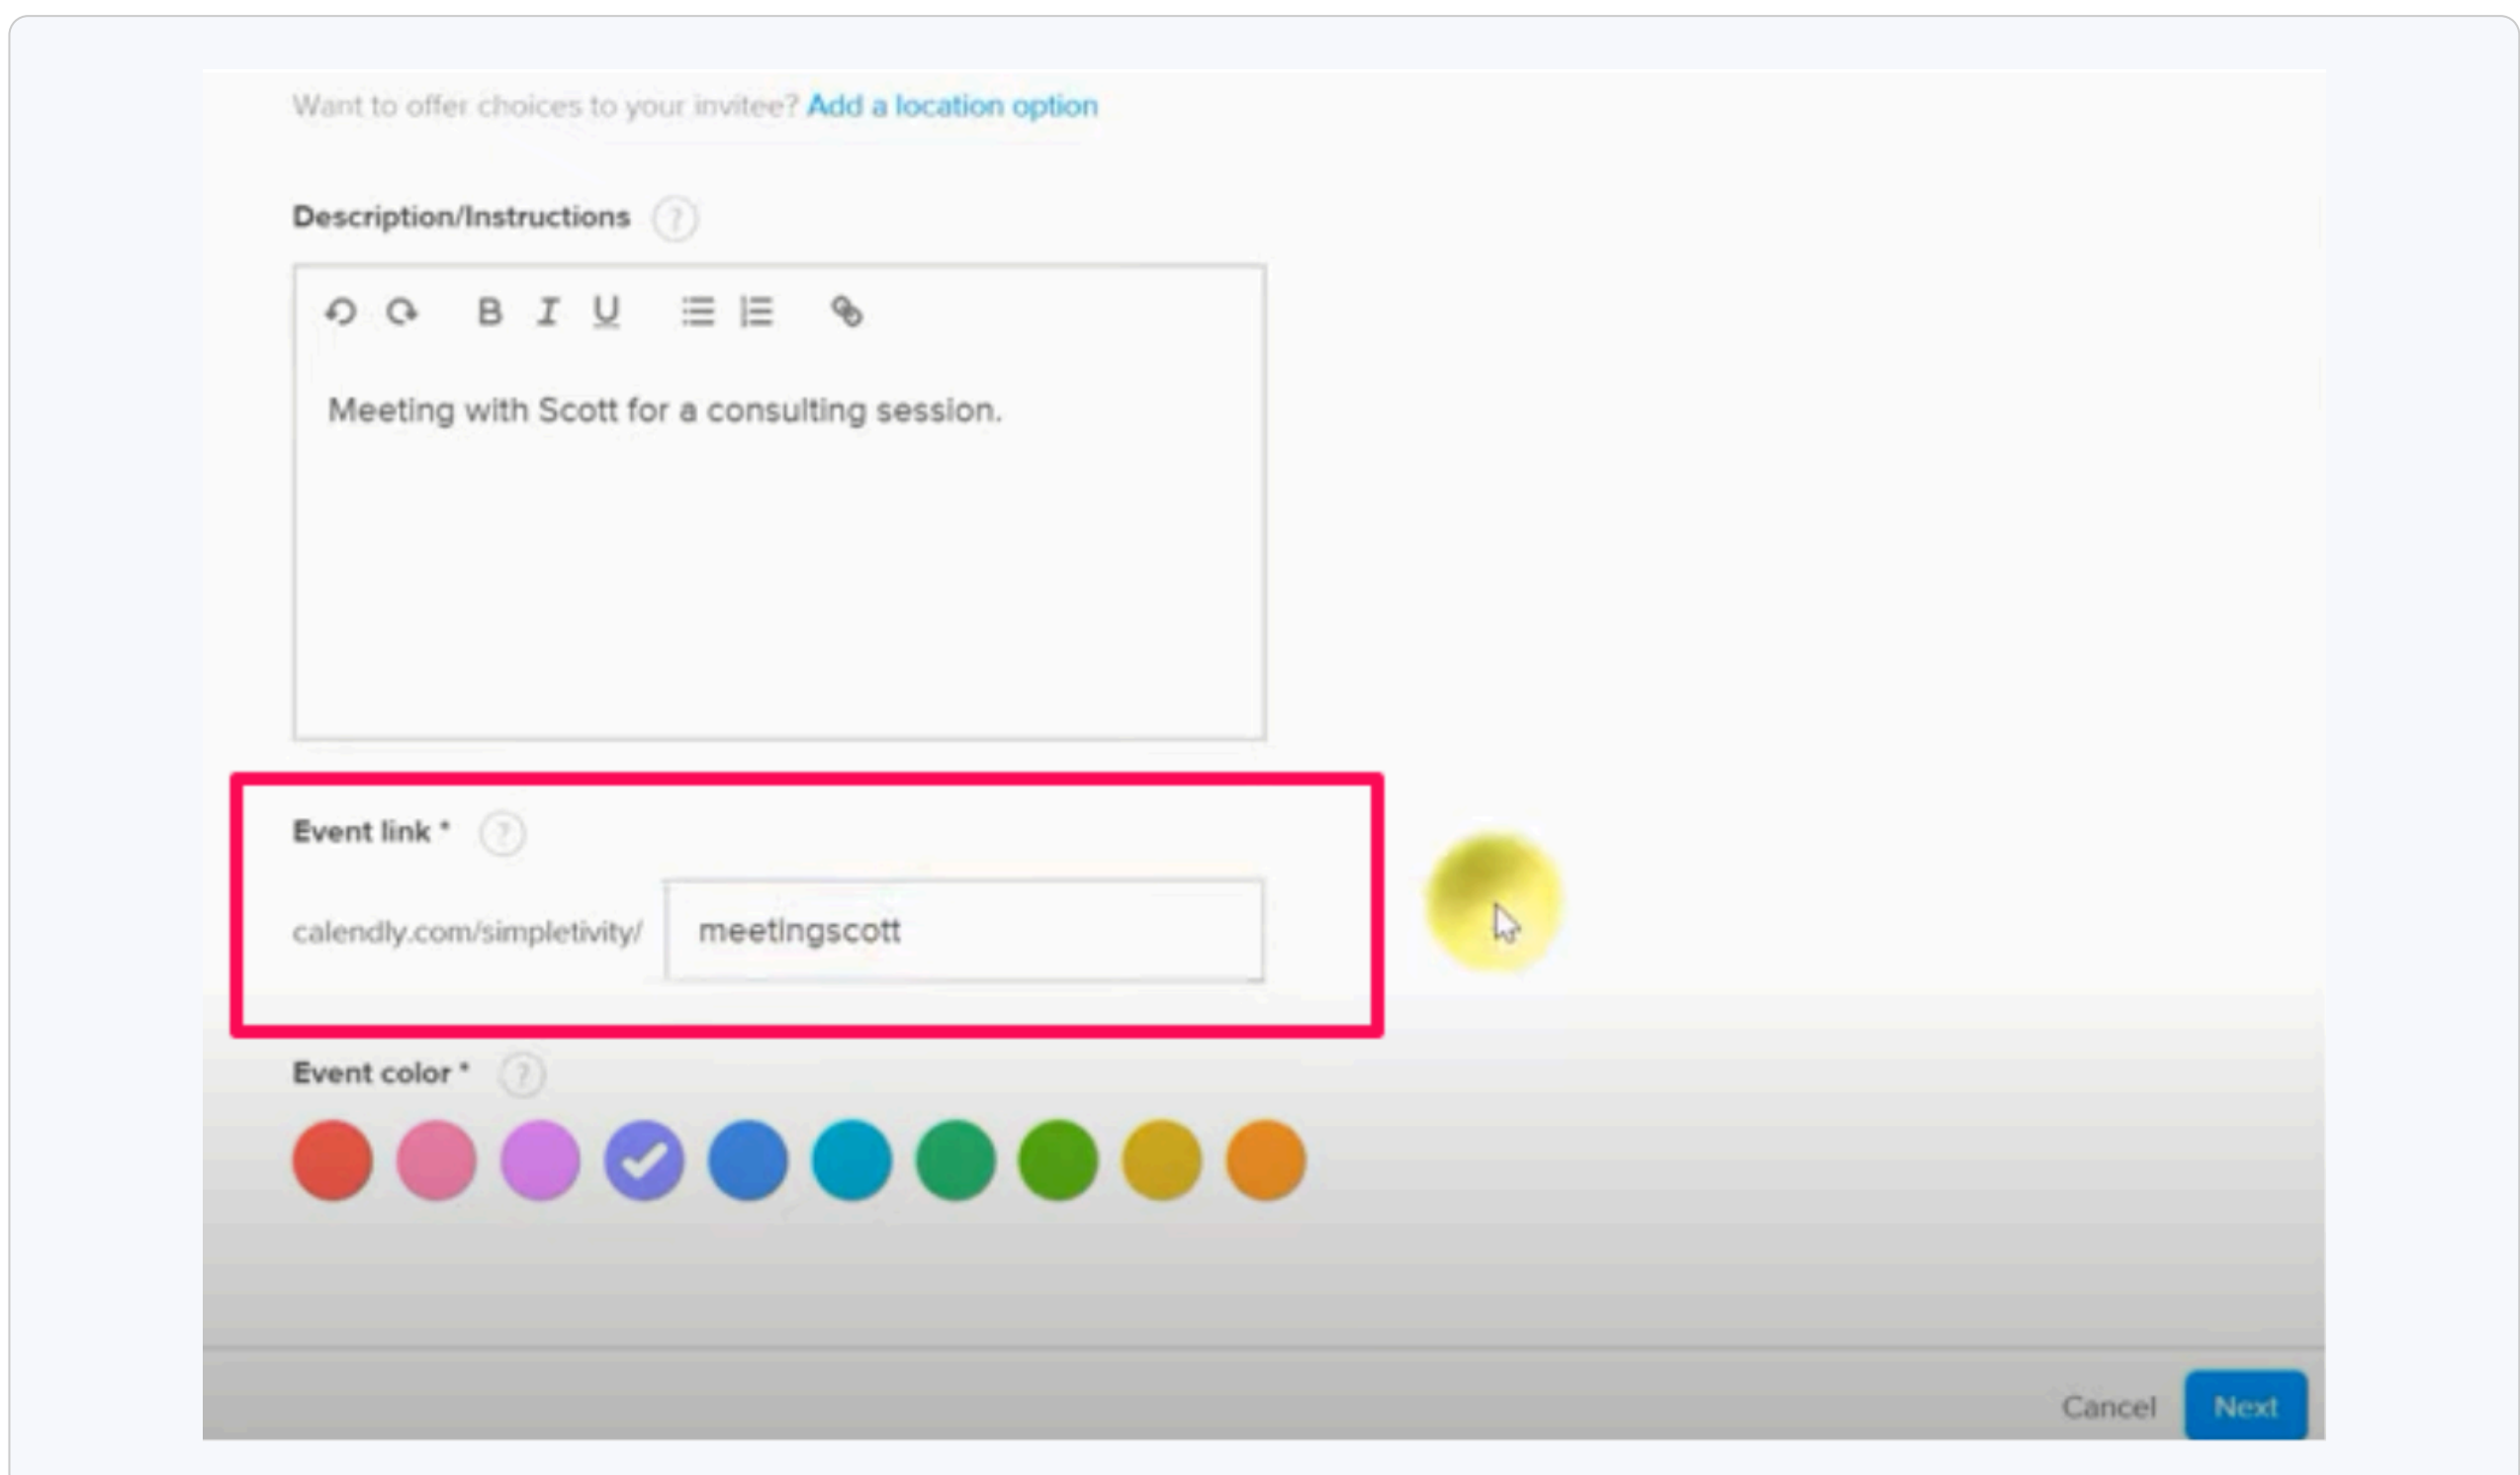 Want to offer choices to your invitee? Add a location option
Description/Instructions ?
B I U
Meeting with Scott for a consulting session.
Event link * ?
calendly.com/simpletivity/ meetingscott
Event color * ?
Cancel Next